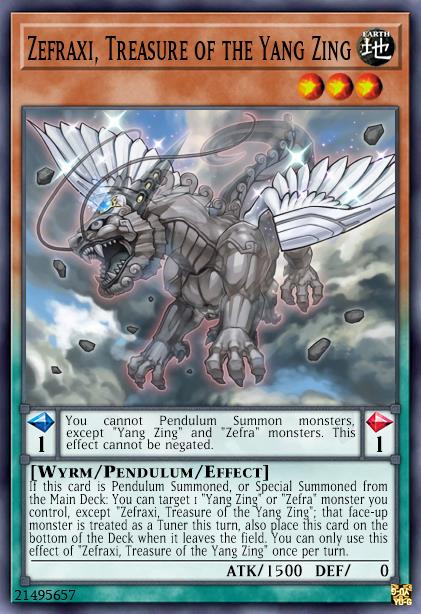 Zefraxi, Treasure of the Yang Zing
EARTH
地
1
You cannot Pendulum Summon monsters,
except "Yang Zing" and "Zefra" monsters. This
effect cannot be negated.
1
[Wyrm/Pendulum/Effect]
If this card is Pendulum Summoned, or Special Summoned from
the Main Deck: You can target 1 "Yang Zing" or "Zefra" monster you
control, except "Zefraxi, Treasure of the Yang Zing"; that face-up
monster is treated as a Tuner this turn, also place this card on the
bottom of the Deck when it leaves the field. You can only use this
effect of "Zefraxi, Treasure of the Yang Zing" once per turn.
ATK/1500 DEF/ 0
21495657